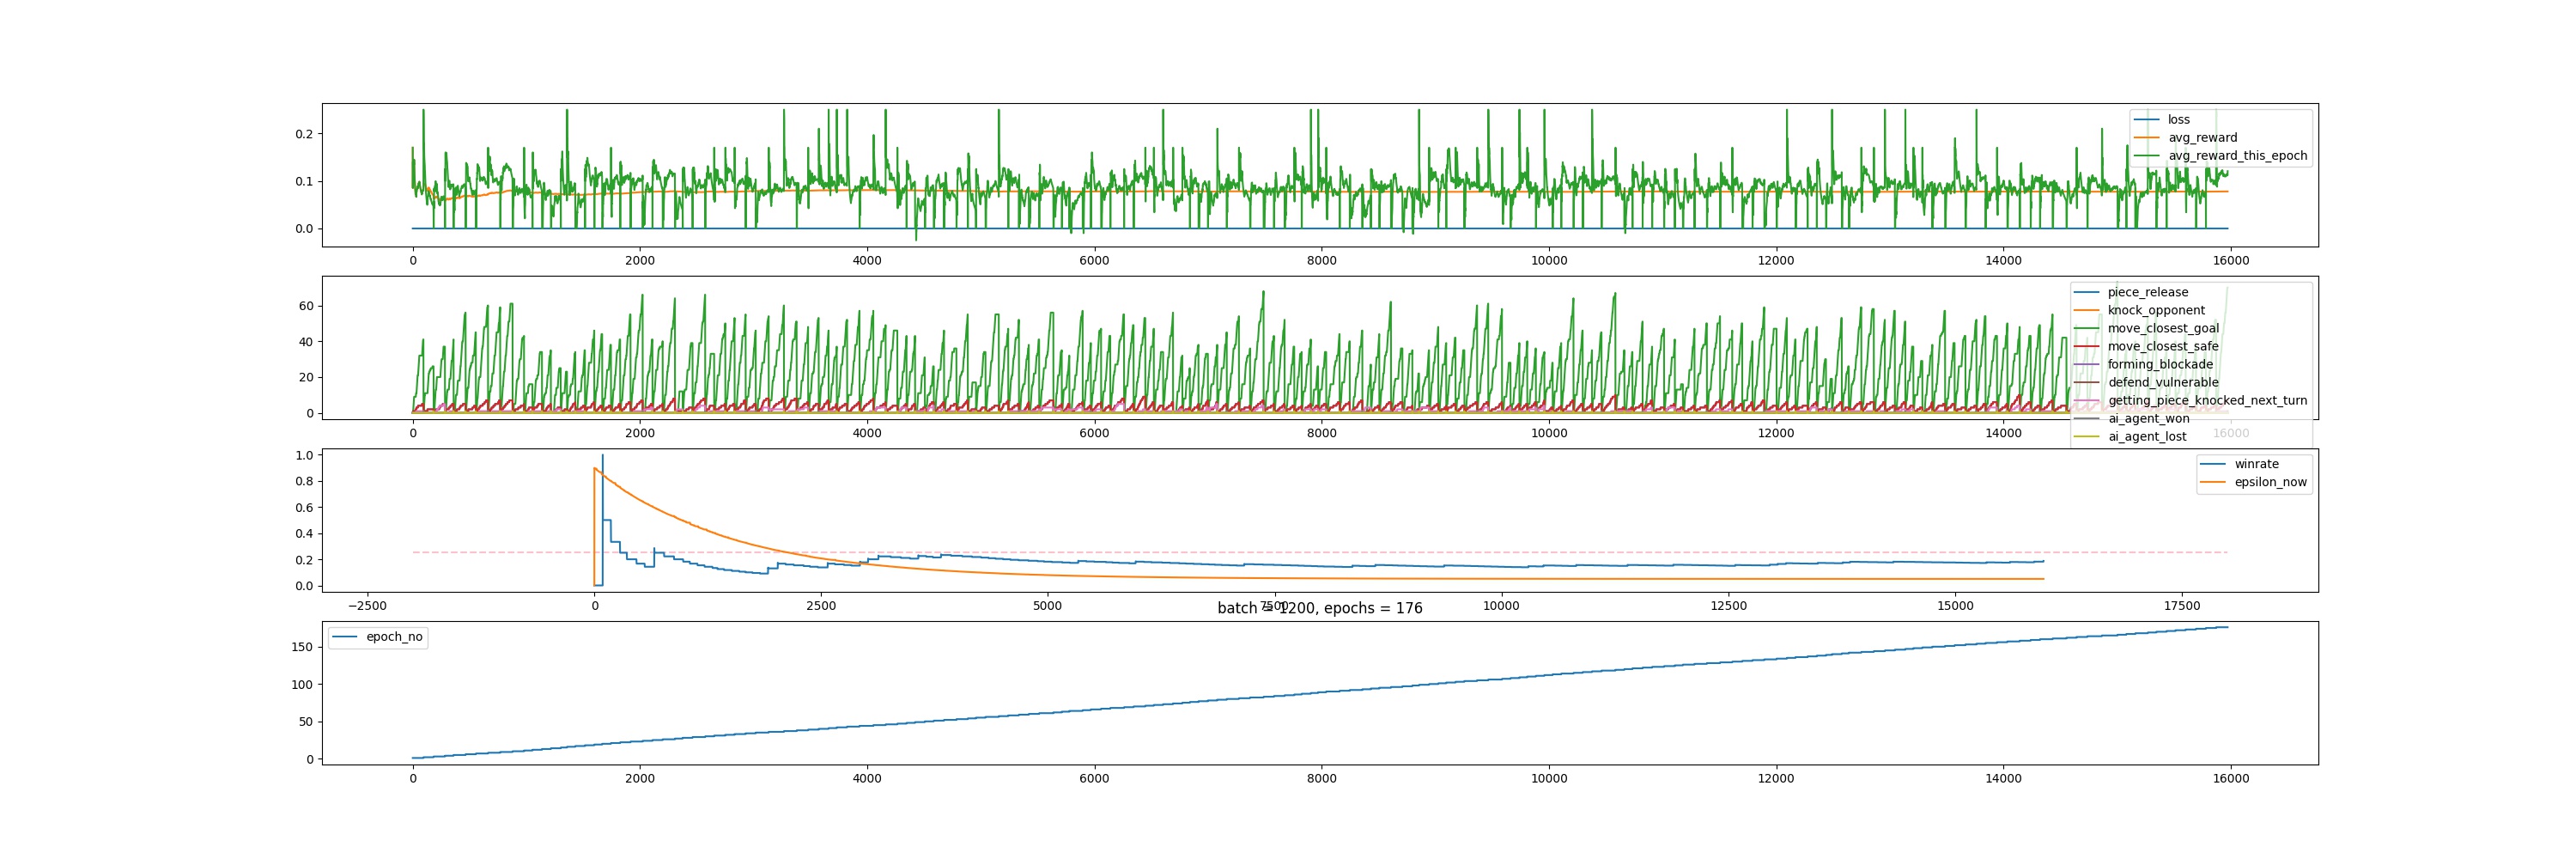 0.2
0.1
0.0
loss
avg_reward
avg_reward_this_epoch
0 2000 4000 6000 8000 10000 12000 14000 16000
60
40
20
0
piece_release
knock_opponent
move_closest_goal
move_closest_safe
forming_blockade
defend_vulnerable
getting_piece_knocked_next_turn
ai_agent_won
ai_agent_lost
0 2000 4000 6000 8000 10000 12000 14000 16000
1.0
0.8
0.6
0.4
0.2
0.0
winrate
epsilon_now
−2500 0 2500 5000 7500 10000 12500 15000 17500
batch = 1200, epochs = 176
150
100
50
0
epoch_no
0 2000 4000 6000 8000 10000 12000 14000 16000